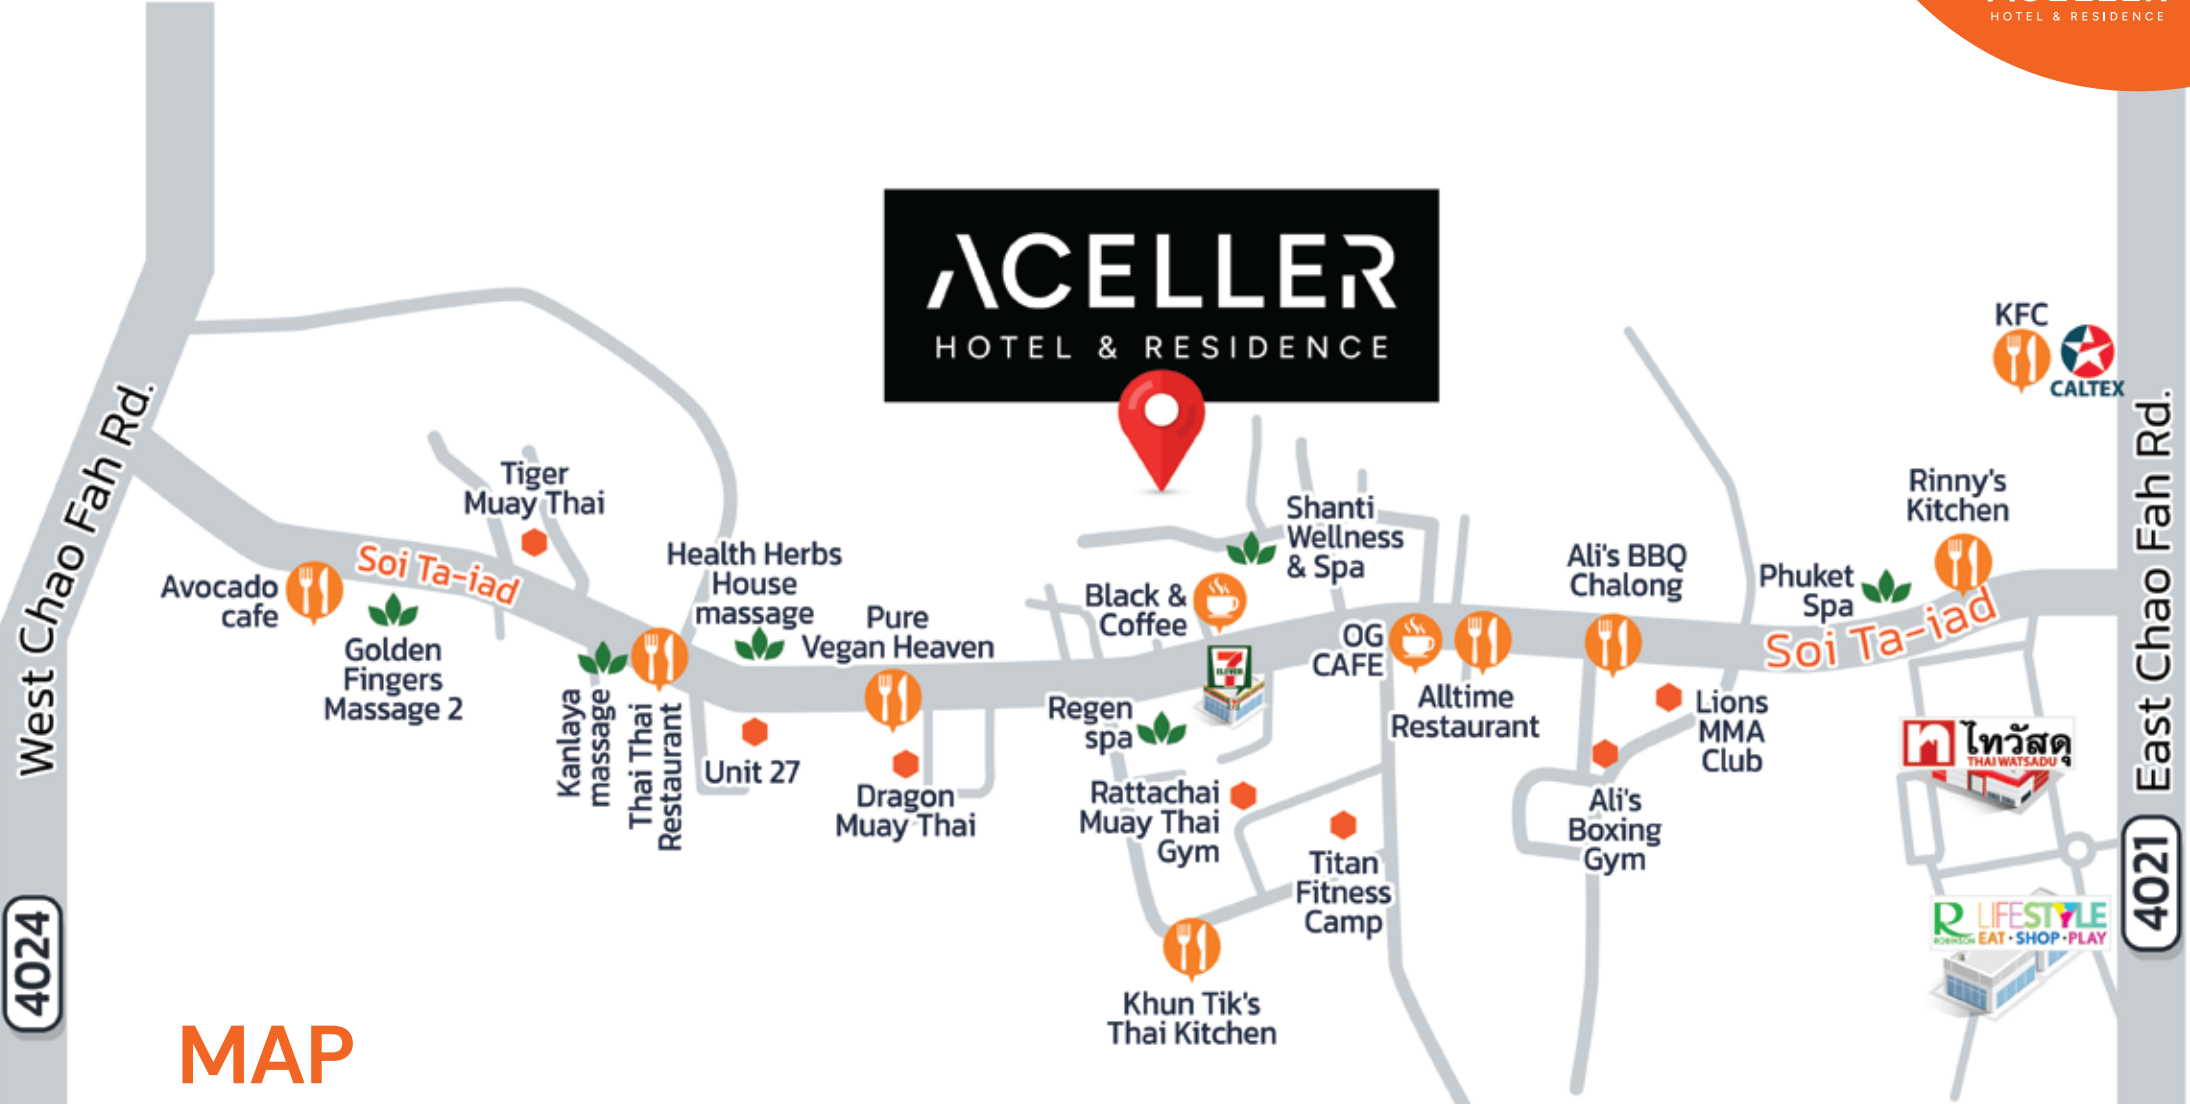 HOTEL & RESIDENCE
ACELLER
HOTEL & RESIDENCE
KFC
CALTEX
West Chao Fah Rd.
East Chao Fah Rd.
Tiger
Muay Thai
Rinny's
Kitchen
Shanti
Wellness
& Spa
Soi Ta-iad
Health Herbs
House
massage
Ali's BBQ
Chalong
Phuket
Spa
Avocado
cafe
Black &
Coffee
Pure
Vegan Heaven
Soi Ta-iad
OG
CAFE
Golden
Fingers
Massage 2
7
ELEVEN
Kanlaya
massage
Thai Thai
Restaurant
Alltime
Restaurant
Regen
spa
Lions
MMA
Club
Unit 27
ไทวัสดุ
THAI WATSADU
Dragon
Muay Thai
Rattachai
Muay Thai
Gym
Ali's
Boxing
Gym
Titan
Fitness
Camp
4021
4024
R LIFESTYLE
ROBINSON EAT·SHOP·PLAY
Khun Tik's
Thai Kitchen
MAP